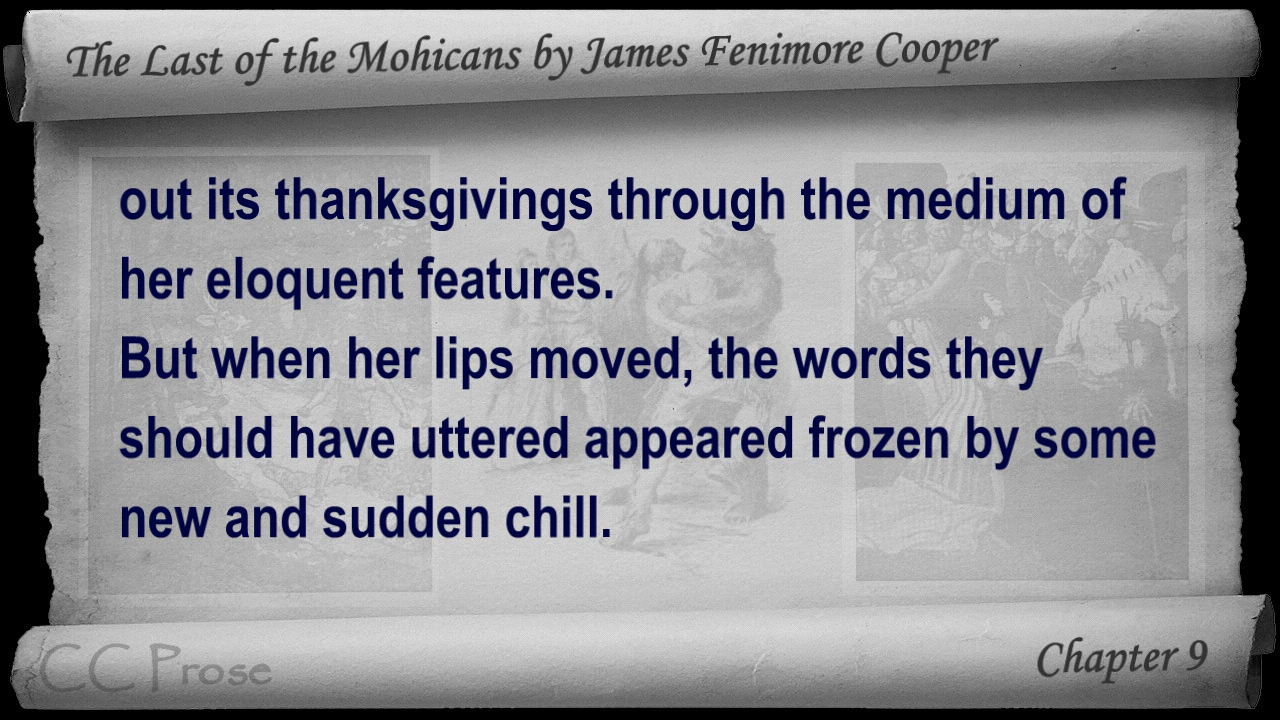 The Last of the Mohicans by James Fenimore Cooper
out its thanksgivings through the medium of
her eloquent features.
But when her lips moved, the words they
should have uttered appeared frozen by some
new and sudden chill.
CC Prose
Chapter 9